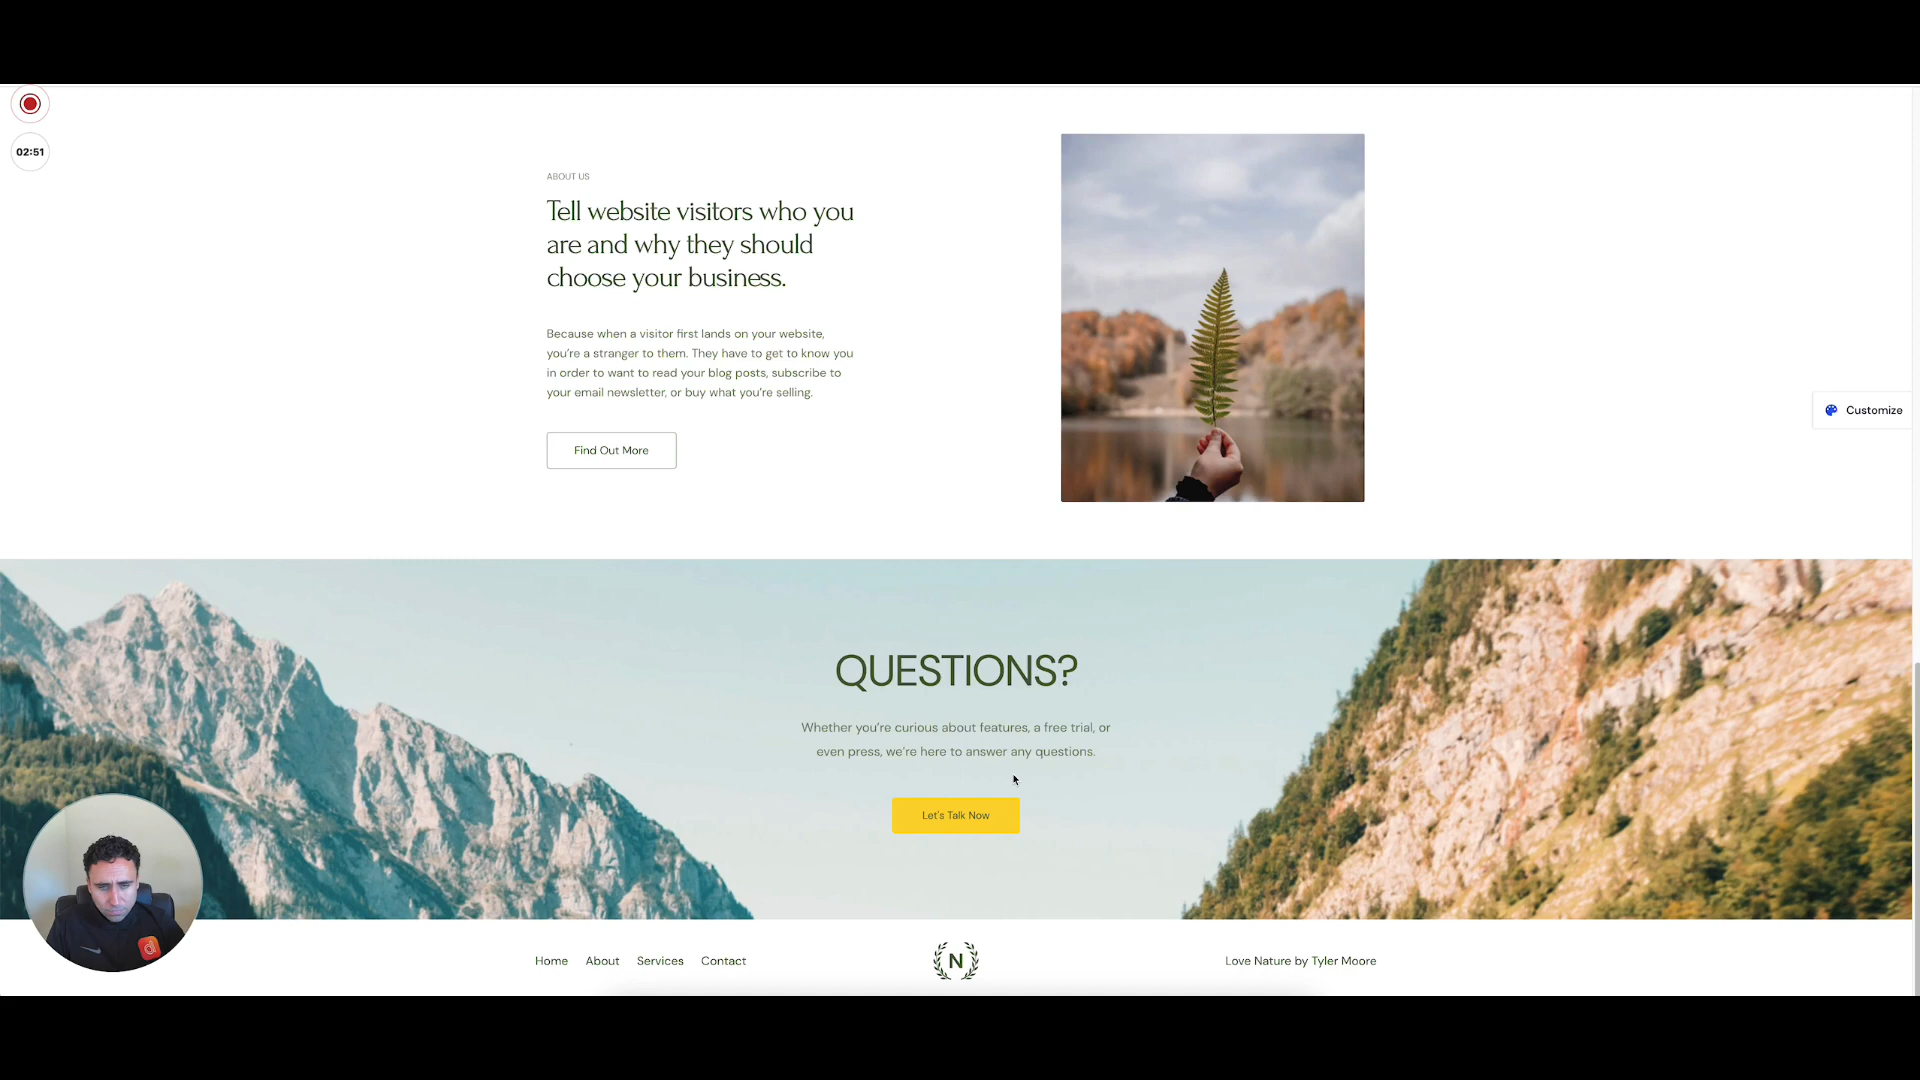 02:51
ABOUT US
Tell website visitors who you
are and why they should
choose your business.
Because when a visitor first lands on your website,
you're a stranger to them. They have to get to know you
in order to want to read your blog posts, subscribe to
your email newsletter, or buy what you're selling.
Find Out More
Customize
QUESTIONS?
Whether you're curious about features, a free trial, or
even press, we're here to answer any questions.
Let's Talk Now
Home About Services Contact
N
Love Nature by Tyler Moore